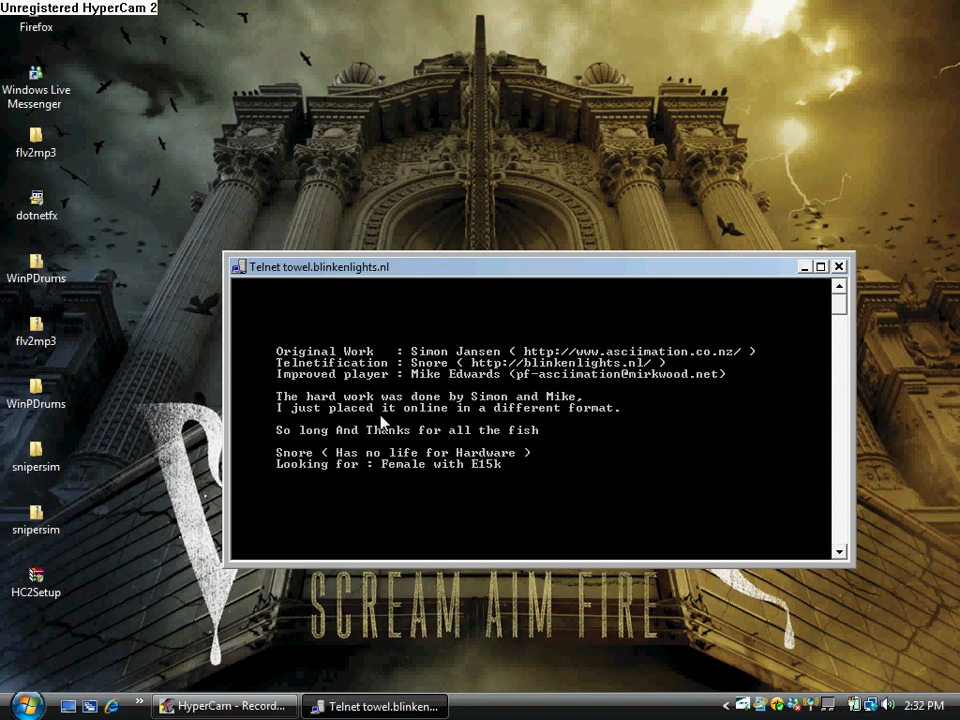 Unregistered HyperCam 2
Firefox
Windows Live
Messenger
flv2mp3
dotnetfx
WinPDrums
flv2mp3
WinPDrums
snipersim
snipersim
HC2Setup
Telnet towel.blinkenlights.nl
Original Work : Simon Jansen ( http://www.asciimation.co.nz/ )
Telnetification : Snore ( http://blinkenlights.nl/ )
Improved player : Mike Edwards (pf-asciimation@mirkwood.net)
The hard work was done by Simon and Mike,
I just placed it online in a different format.
So long And Thanks for all the fish
Snore ( Has no life for Hardware )
Looking for : Female with E15k
SCREAM AIM FIRE
HyperCam - Record...
Telnet towel.blinken...
2:32 PM